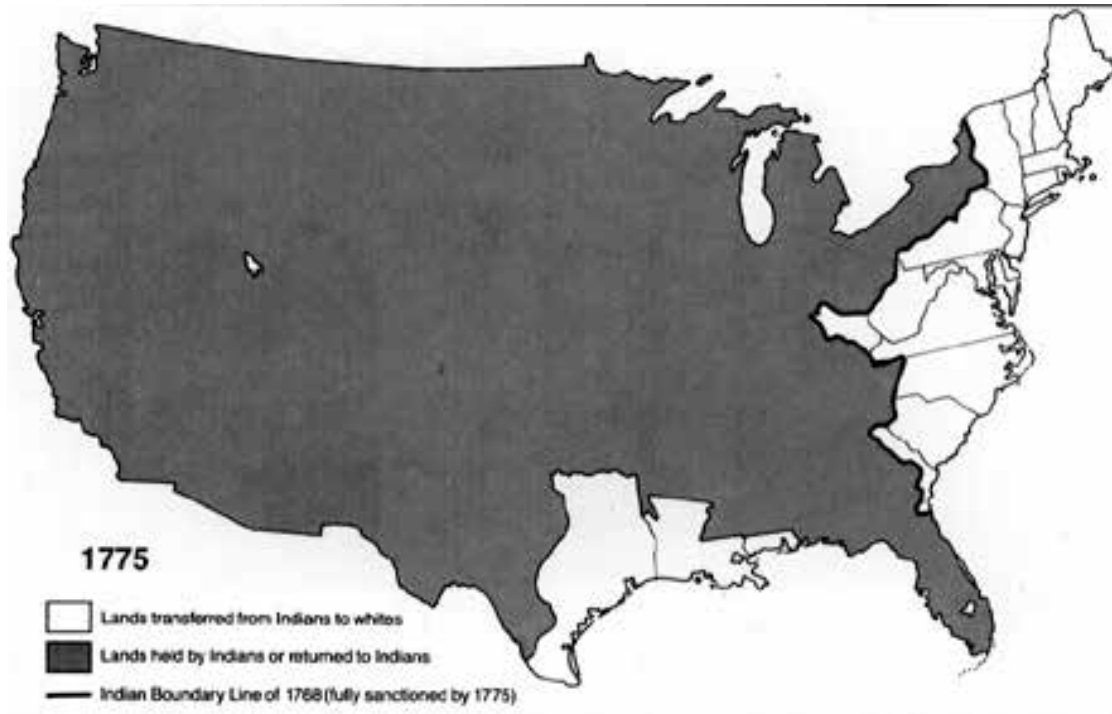 1775
Lands transferred from Indians to whites
Lands held by Indians or returned to Indians
Indian Boundary Line of 1768 (fully sanctioned by 1775)